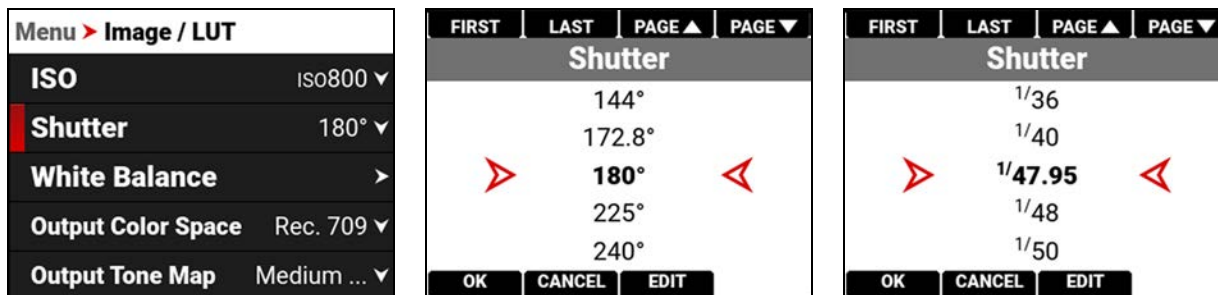 Menu > Image / LUT
ISO ISO800
Shutter 180°
White Balance
Output Color Space Rec. 709
Output Tone Map Medium ...
FIRST LAST PAGE▲ PAGE▼
Shutter
144°
172.8°
180°
225°
240°
OK CANCEL EDIT
FIRST LAST PAGE▲ PAGE▼
Shutter
1/36
1/40
1/47.95
1/48
1/50
OK CANCEL EDIT